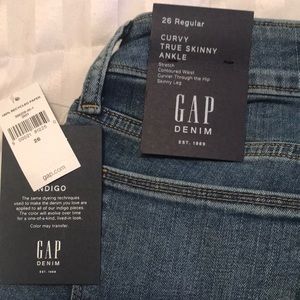 26 Regular
CURVY
TRUE SKINNY
ANKLE
Stretch
Contoured Waist
Curvier Through the Hip
Skinny Leg
GAP
DENIM
EST. 1969
100% RECYCLED PAPER
26
gap.com
INDIGO
The same dyeing techniques
used to make the denim you love are
applied to all of our indigo pieces.
The color will evolve over time
for a one-of-a-kind, lived-in look.
Color may transfer.
GAP
DENIM
EST. 1969